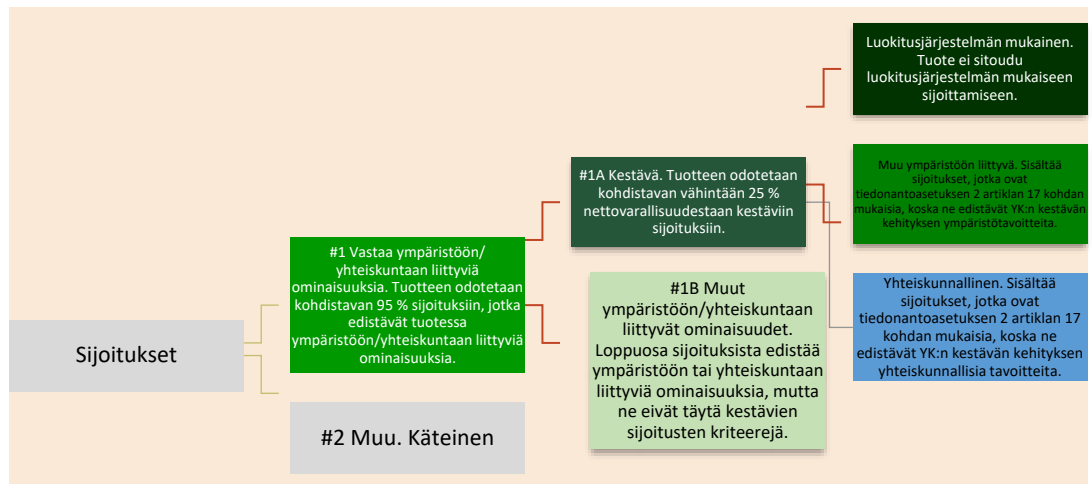 Sijoitukset
#1 Vastaa ympäristöön/
yhteiskuntaan liittyviä
ominaisuuksia. Tuotteen odotetaan
kohdistavan 95 % sijoituksiin, jotka
edistävät tuotessa
ympäristöön/yhteiskuntaan liittyviä
ominaisuuksia.
#2 Muu. Käteinen
#1A Kestävä. Tuotteen odotetaan
kohdistavan vähintään 25 %
nettovarallisuudestaan kestäviin
sijoituksiin.
#1B Muut
ympäristöön/yhteiskuntaan
liittyvät ominaisuudet.
Loppuosa sijoituksista edistää
ympäristöön tai yhteiskuntaan
liittyviä ominaisuuksia, mutta
ne eivät täytä kestävien
sijoitusten kriteerejä.
Luokitusjärjestelmän mukainen.
Tuote ei sitoudu
luokitusjärjestelmän mukaiseen
sijoittamiseen.
Muu ympäristöön liittyvä. Sisältää
sijoitukset, jotka ovat
tiedonantoasetuksen 2 artiklan 17 kohdan
mukaisia, koska ne edistävät YK:n kestävän
kehityksen ympäristötavoitteita.
Yhteiskunnallinen. Sisältää
sijoitukset, jotka ovat
tiedonantoasetuksen 2 artiklan 17
kohdan mukaisia, koska ne
edistävät YK:n kestävän kehityksen
yhteiskunnallisia tavoitteita.